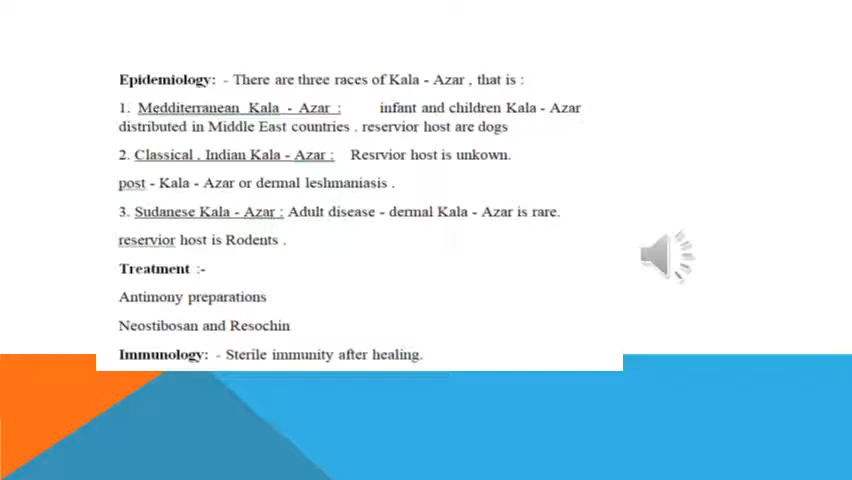 Epidemiology: - There are three races of Kala - Azar , that is :
1. Medditerranean Kala - Azar : infant and children Kala - Azar
distributed in Middle East countries . reservior host are dogs
2. Classical . Indian Kala - Azar : Resrvior host is unkown.
post - Kala - Azar or dermal leshmaniasis .
3. Sudanese Kala - Azar : Adult disease - dermal Kala - Azar is rare.
reservior host is Rodents .
Treatment :-
Antimony preparations
Neostibosan and Resochin
Immunology: - Sterile immunity after healing.